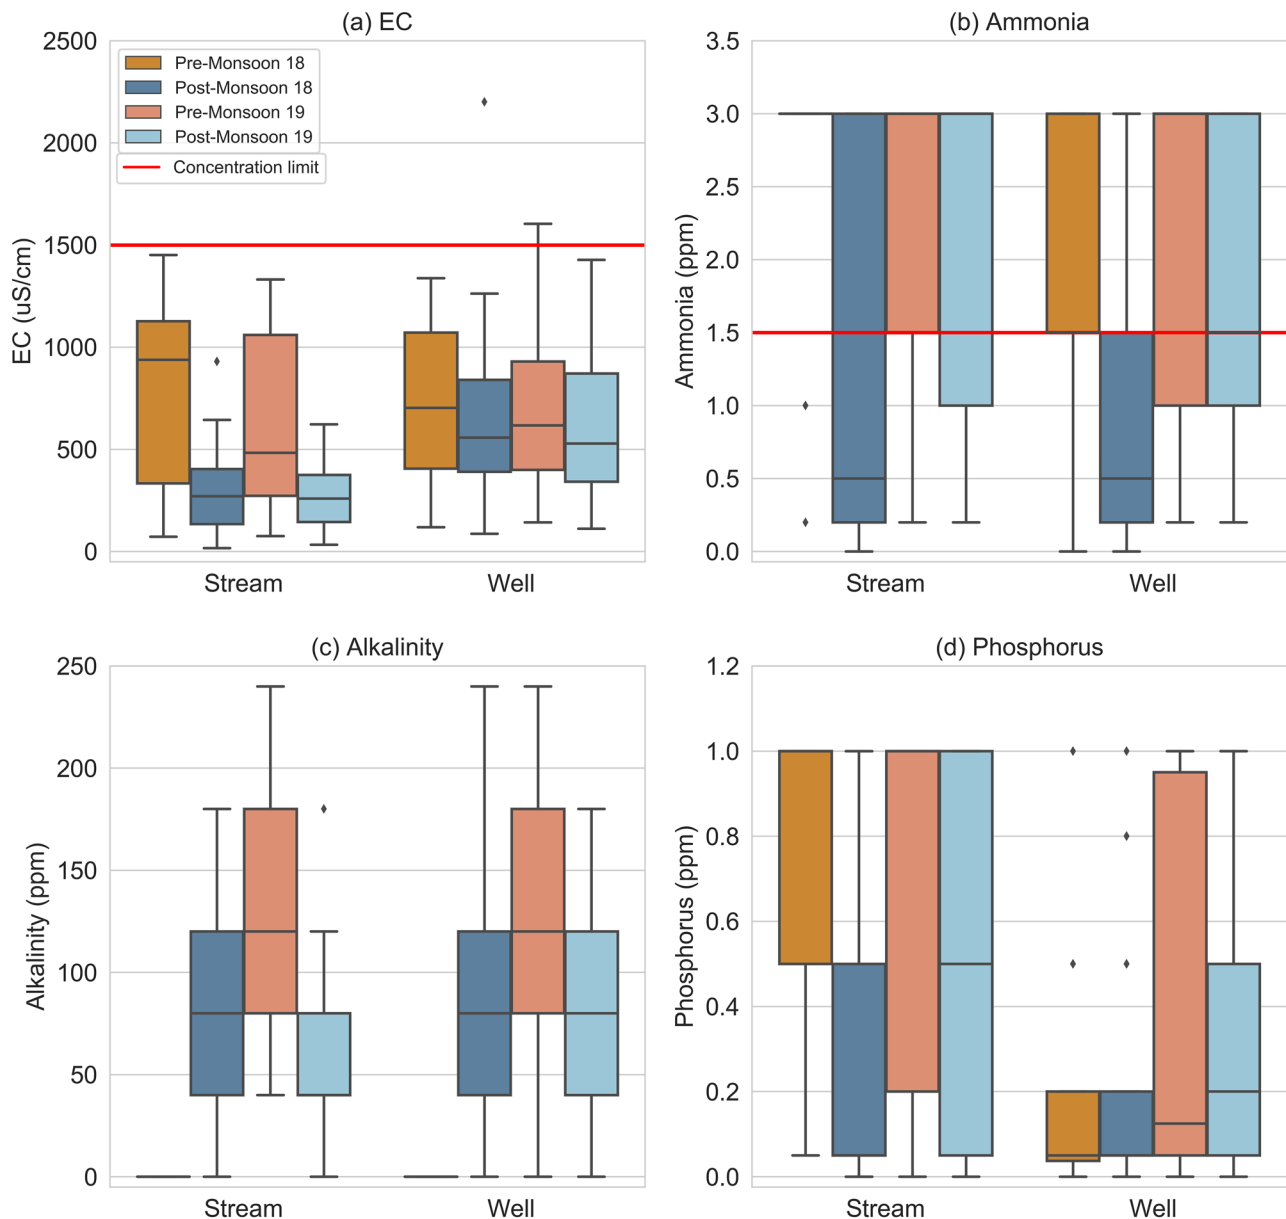 (a) EC
2500
2000
1500
1000
500
0
EC (uS/cm)
Pre-Monsoon 18
Post-Monsoon 18
Pre-Monsoon 19
Post-Monsoon 19
Concentration limit
Stream Well
(b) Ammonia
3.5
3.0
2.5
2.0
1.5
1.0
0.5
0.0
Ammonia (ppm)
Stream Well
(c) Alkalinity
250
200
150
100
50
0
Alkalinity (ppm)
Stream Well
(d) Phosphorus
1.2
1.0
0.8
0.6
0.4
0.2
0.0
Phosphorus (ppm)
Stream Well